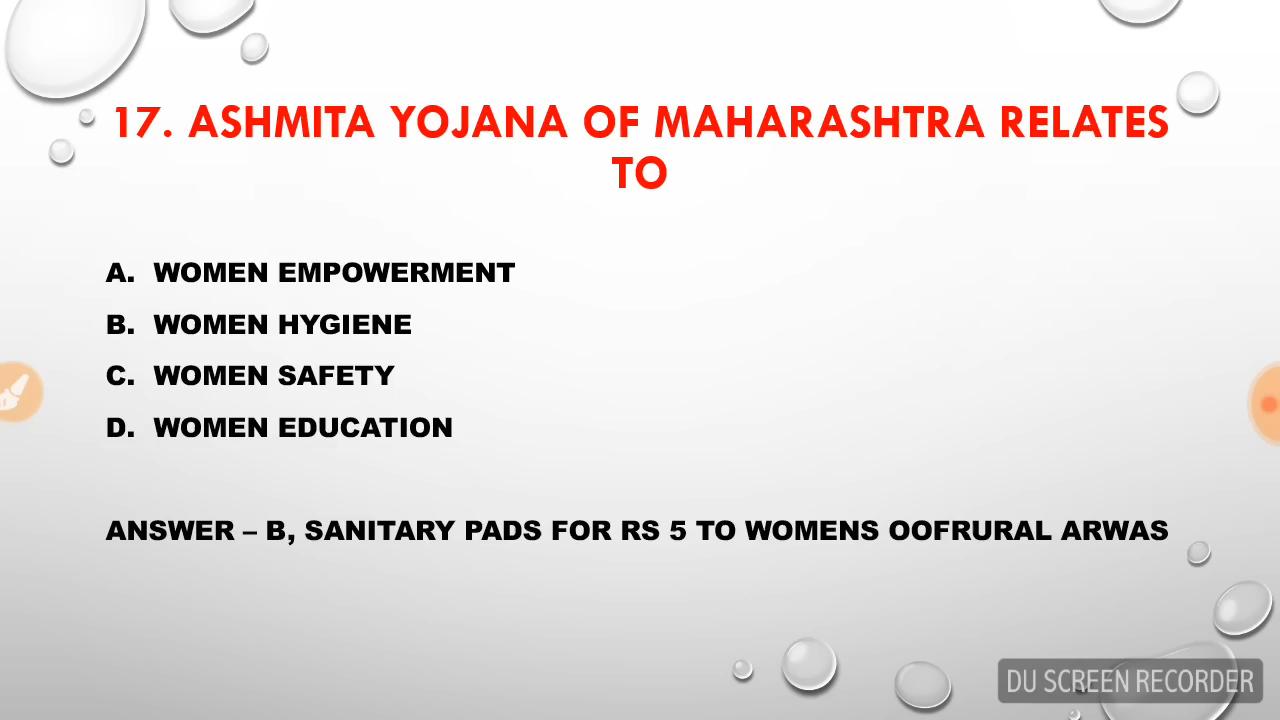 17. ASHMITA YOJANA OF MAHARASHTRA RELATES
TO
A. WOMEN EMPOWERMENT
B. WOMEN HYGIENE
C. WOMEN SAFETY
D. WOMEN EDUCATION
ANSWER – B, SANITARY PADS FOR RS 5 TO WOMENS OOFRURAL ARWAS
DU SCREEN RECORDER